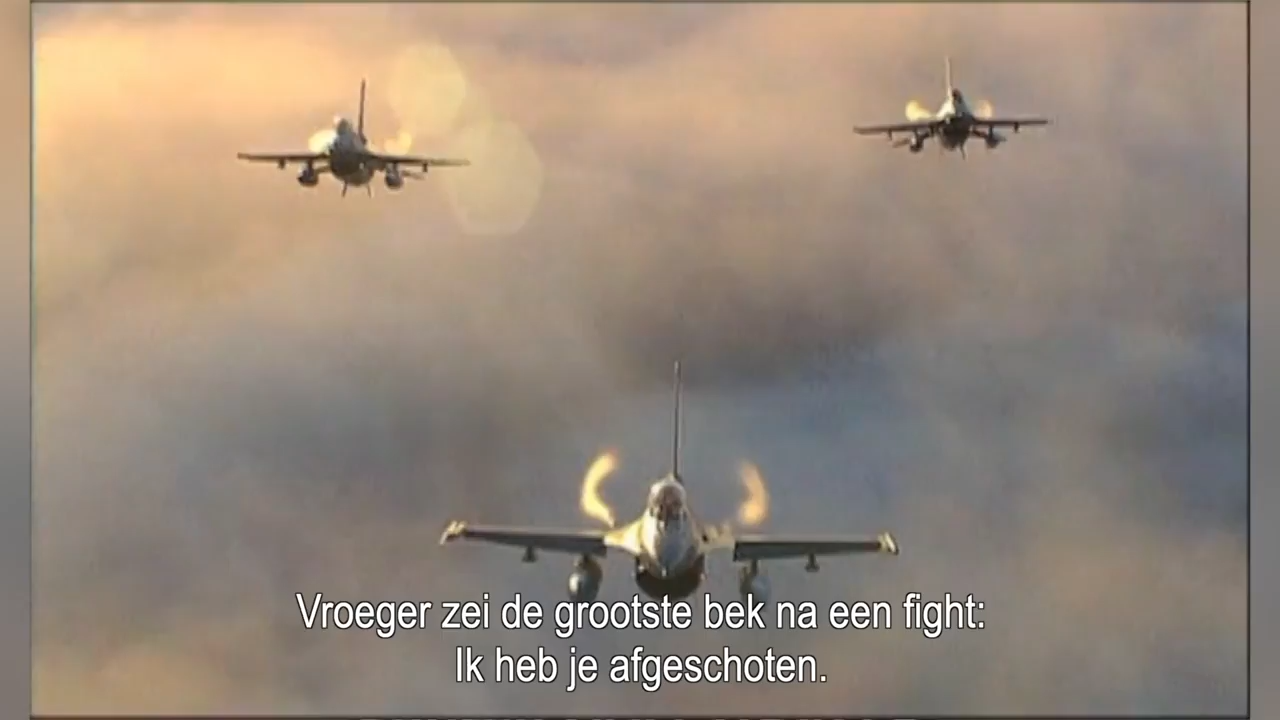 Vroeger zei de grootste bek na een fight:
Ik heb je afgeschoten.